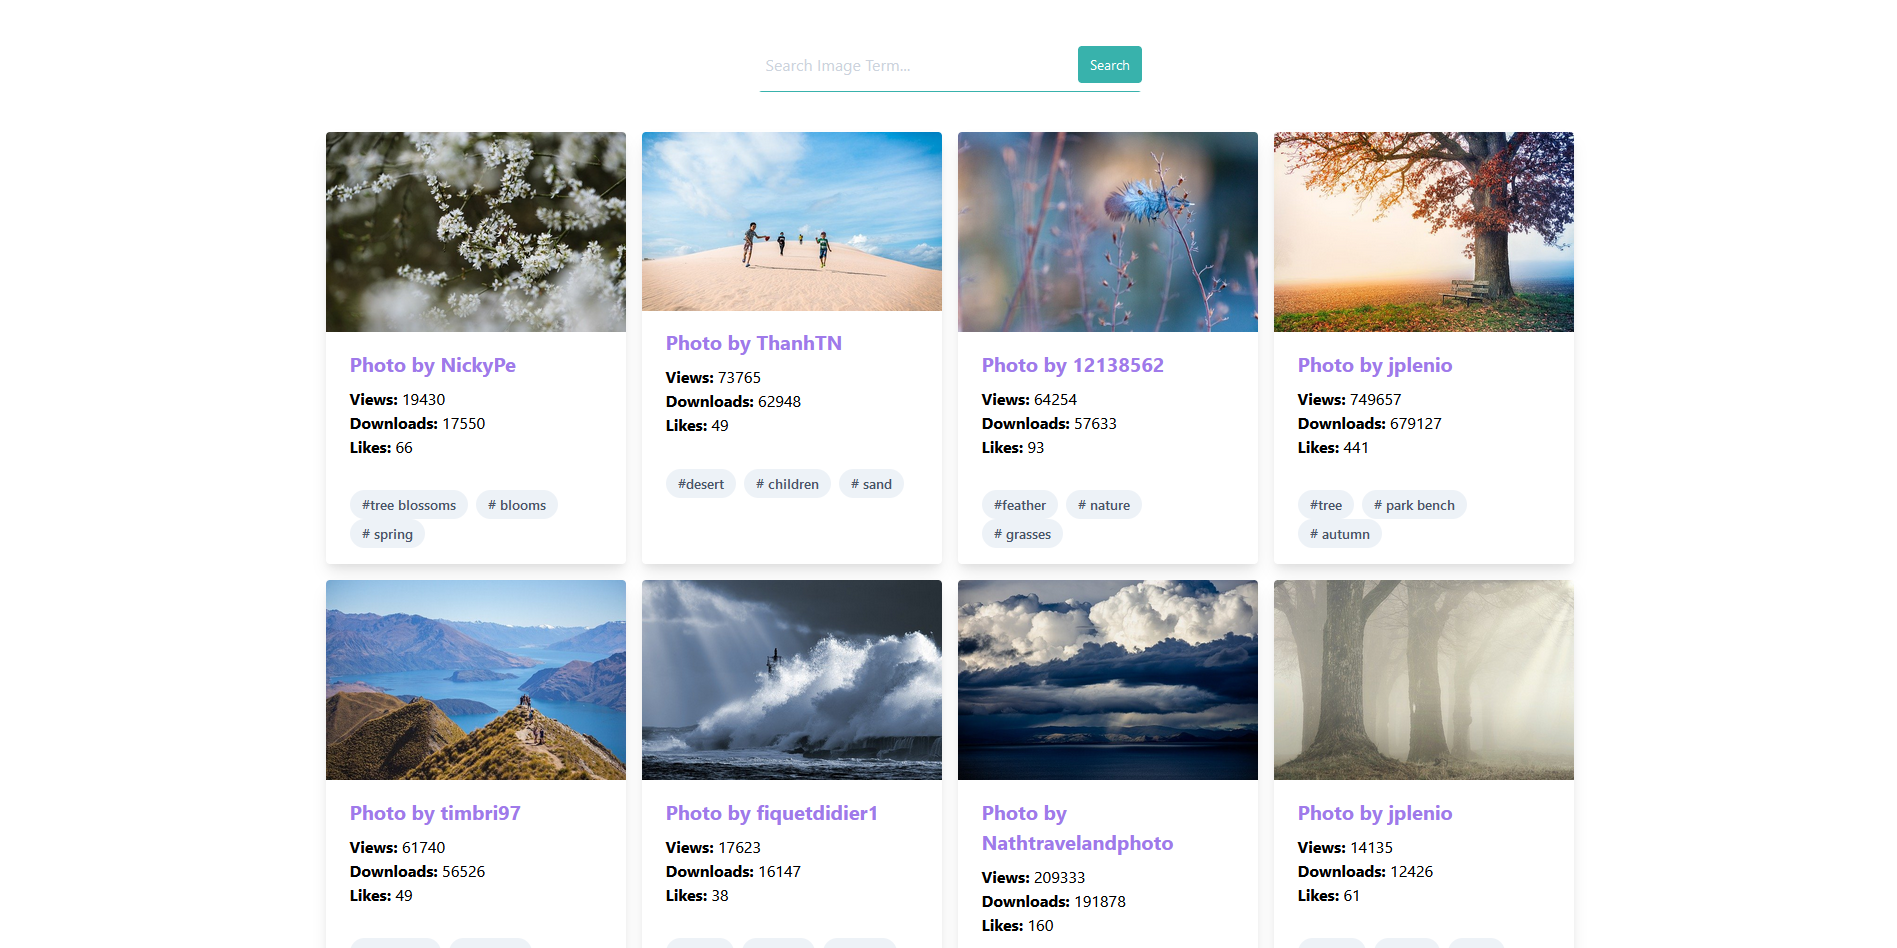 Search Image Term...
Search
Photo by NickyPe
Views: 19430
Downloads: 17550
Likes: 66
#tree blossoms
# blooms
# spring
Photo by ThanhTN
Views: 73765
Downloads: 62948
Likes: 49
#desert
# children
# sand
Photo by 12138562
Views: 64254
Downloads: 57633
Likes: 93
#feather
# nature
# grasses
Photo by jplenio
Views: 749657
Downloads: 679127
Likes: 441
#tree
# park bench
# autumn
Photo by timbri97
Views: 61740
Downloads: 56526
Likes: 49
Photo by fiquetdidier1
Views: 17623
Downloads: 16147
Likes: 38
Photo by
Nathtravelandphoto
Views: 209333
Downloads: 191878
Likes: 160
Photo by jplenio
Views: 14135
Downloads: 12426
Likes: 61